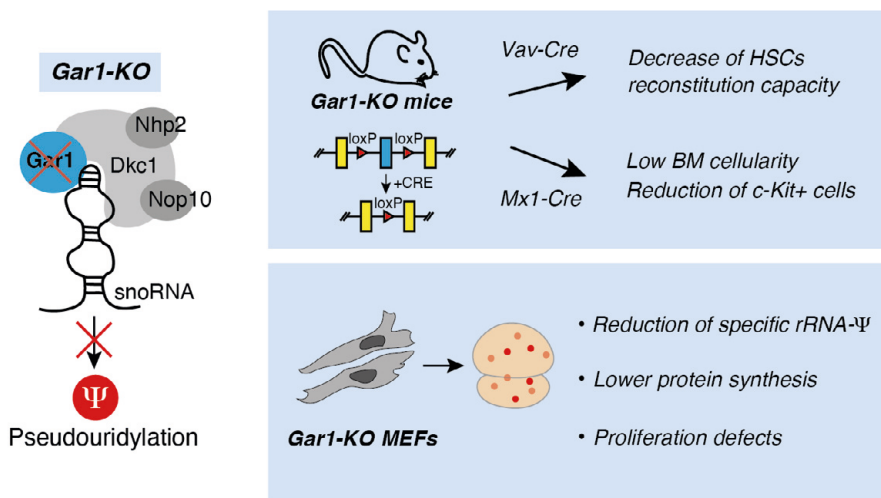 Gar1-KO
Nhp2
Gar1
Dkc1
Nop10
snoRNA
Ψ
Pseudouridylation
Gar1-KO mice
loxP loxP
+CRE
loxP
Vav-Cre
Decrease of HSCs
reconstitution capacity
Mx1-Cre
Low BM cellularity
Reduction of c-Kit+ cells
Gar1-KO MEFs
• Reduction of specific rRNA-Ψ
• Lower protein synthesis
• Proliferation defects